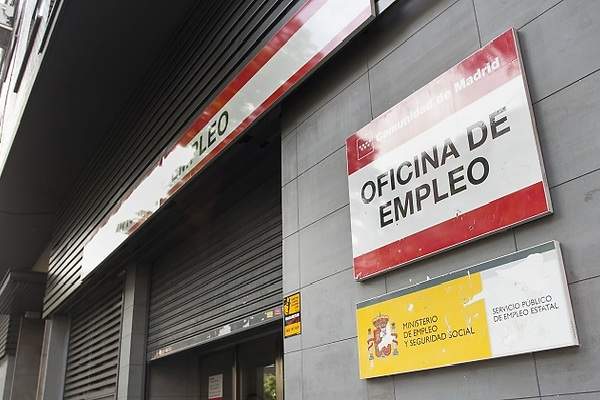 EMPLEO
Comunidad de Madrid
OFICINA DE
EMPLEO
MINISTERIO
DE EMPLEO
Y SEGURIDAD SOCIAL
SERVICIO PÚBLICO
DE EMPLEO ESTATAL